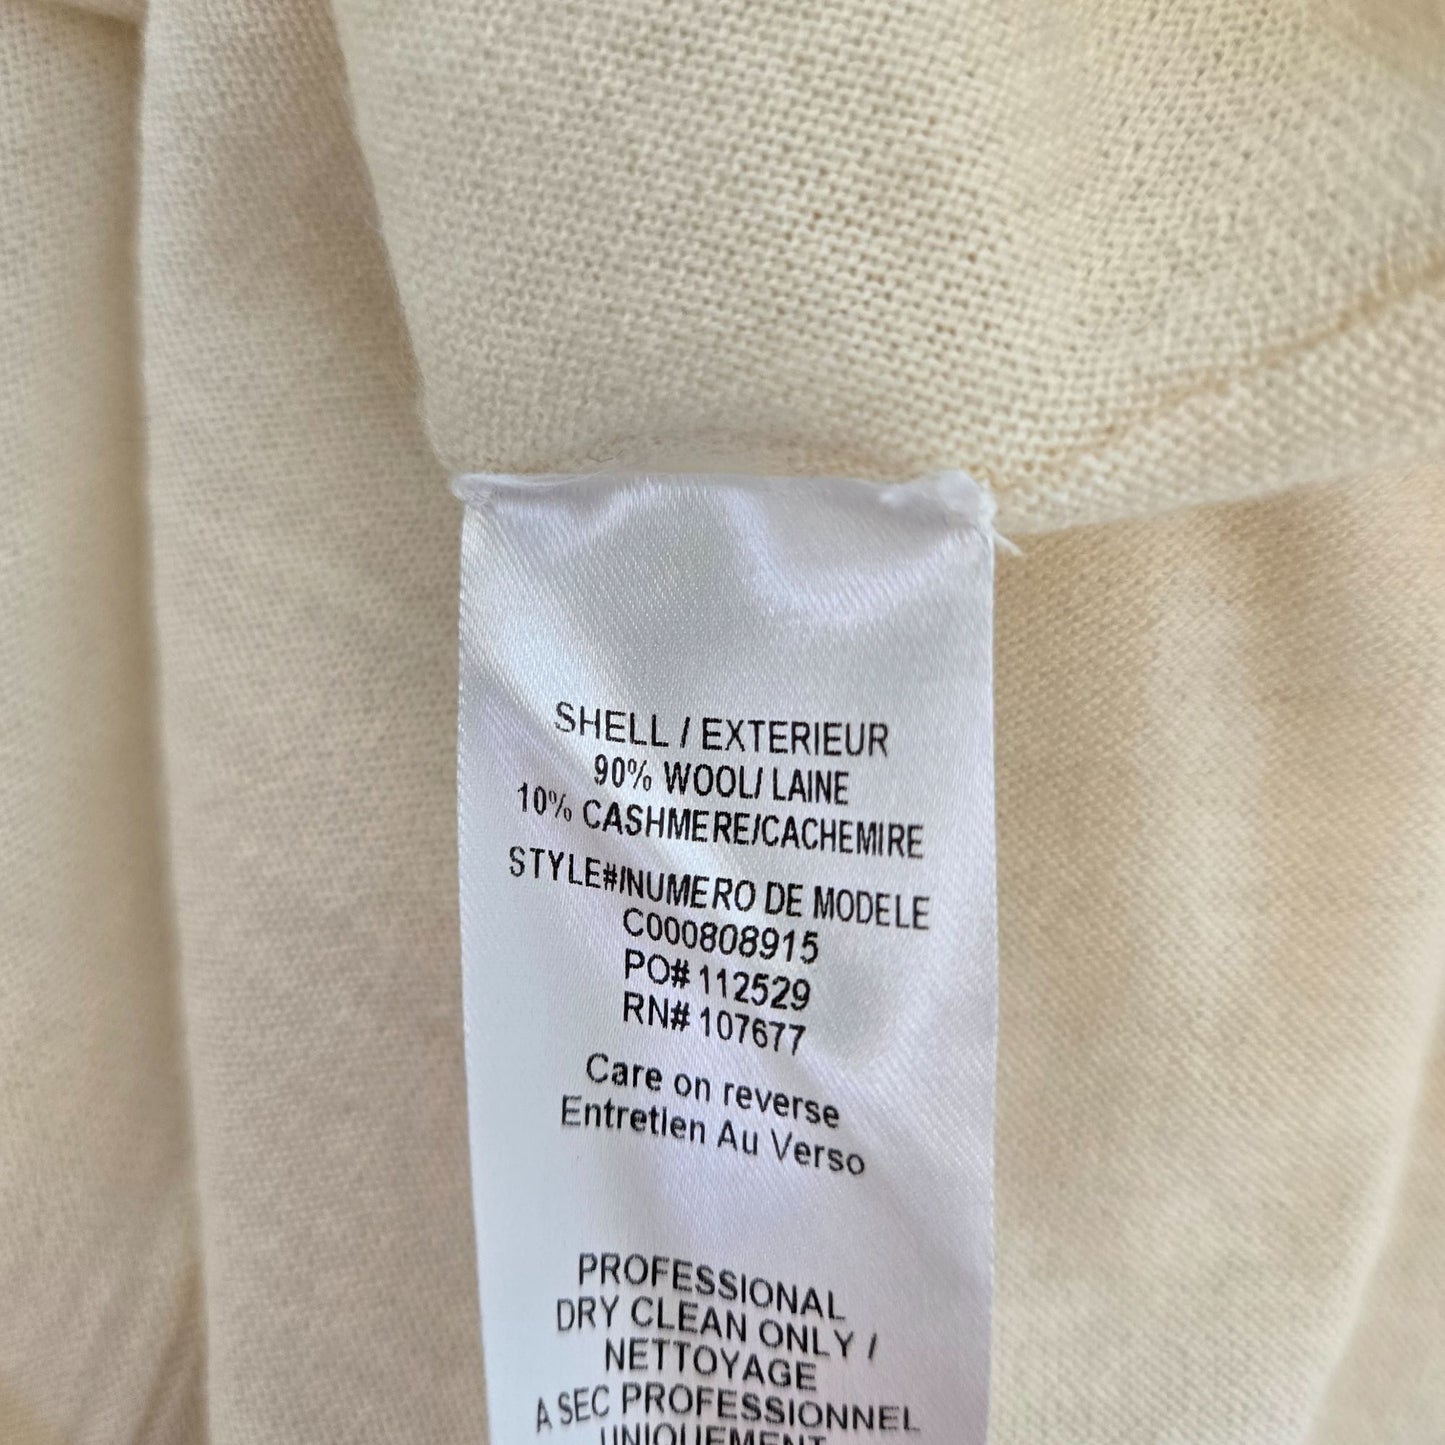 SHELL / EXTERIEUR
90% WOOL/ LAINE
10% CASHMERE/CACHEMIRE
STYLE#/NUMERO DE MODELE
C000808915
PO# 112529
RN# 107677
Care on reverse
Entretien Au Verso
PROFESSIONAL
DRY CLEAN ONLY /
NETTOYAGE
A SEC PROFESSIONNEL
UNIQUEMENT